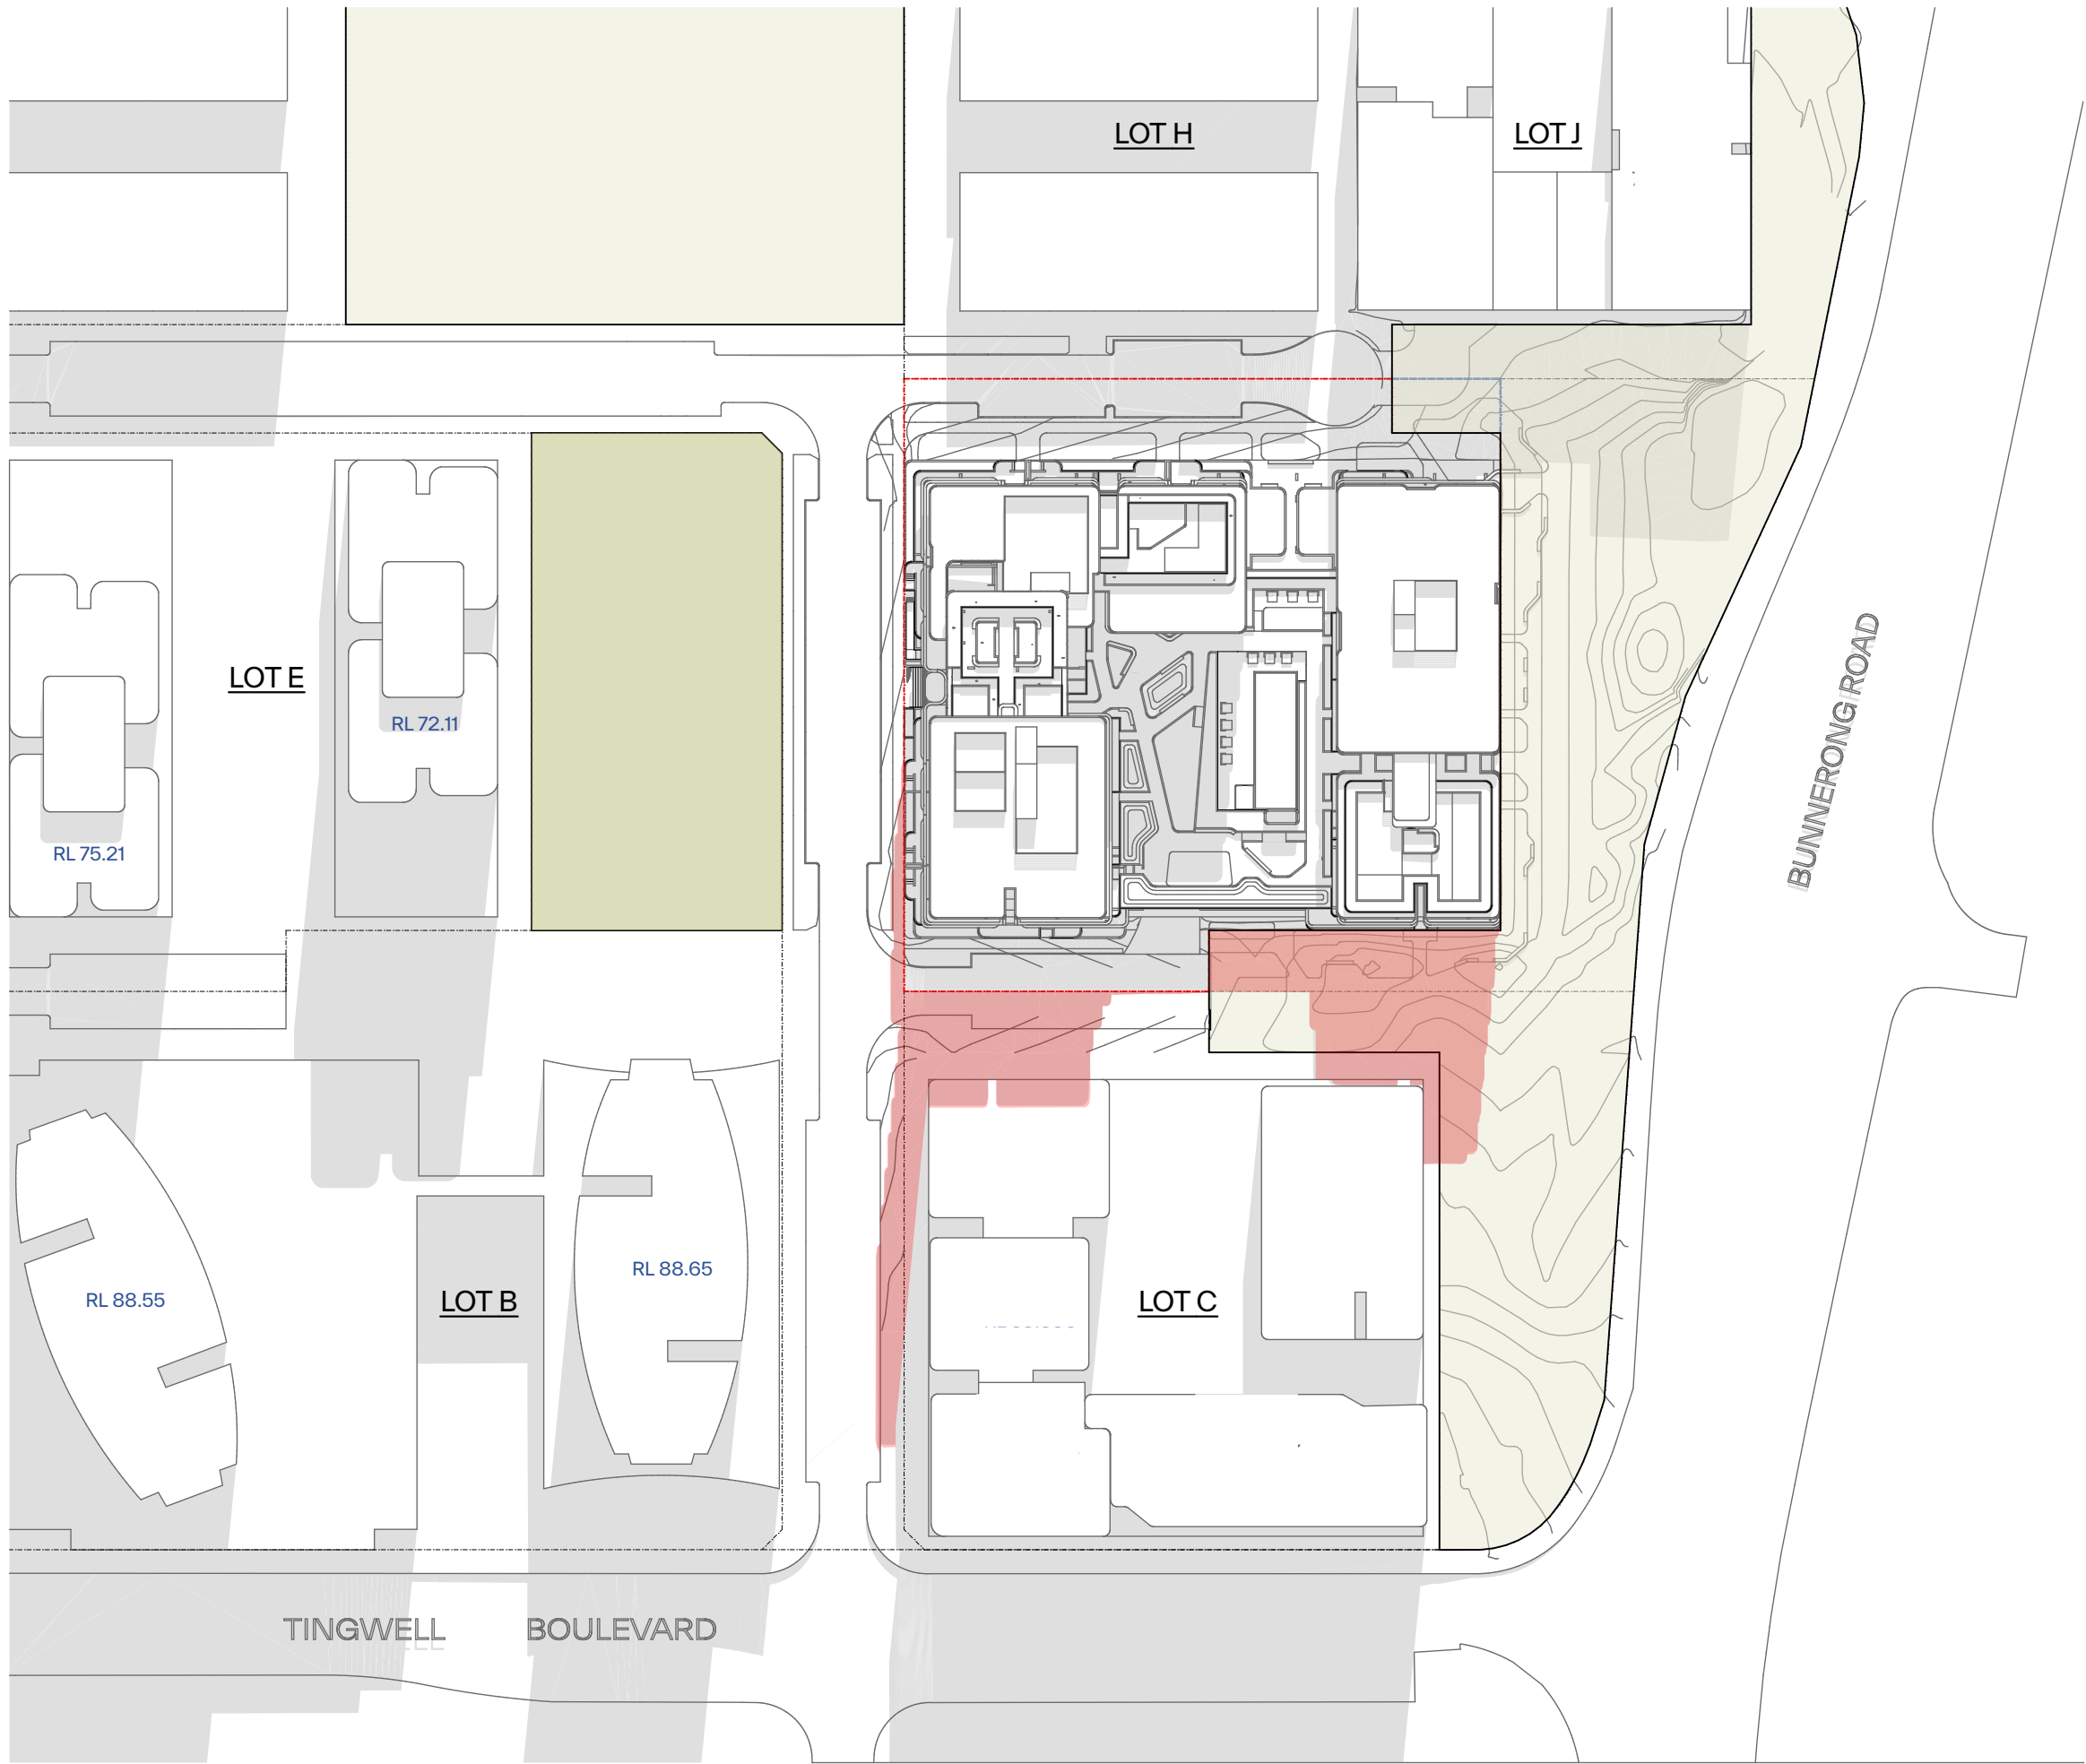 LOT H
LOT J
LOT E
RL 72.11
RL 75.21
BUNNERONG ROAD
RL 88.65
RL 88.55
LOT B
LOT C
TINGWELL BOULEVARD